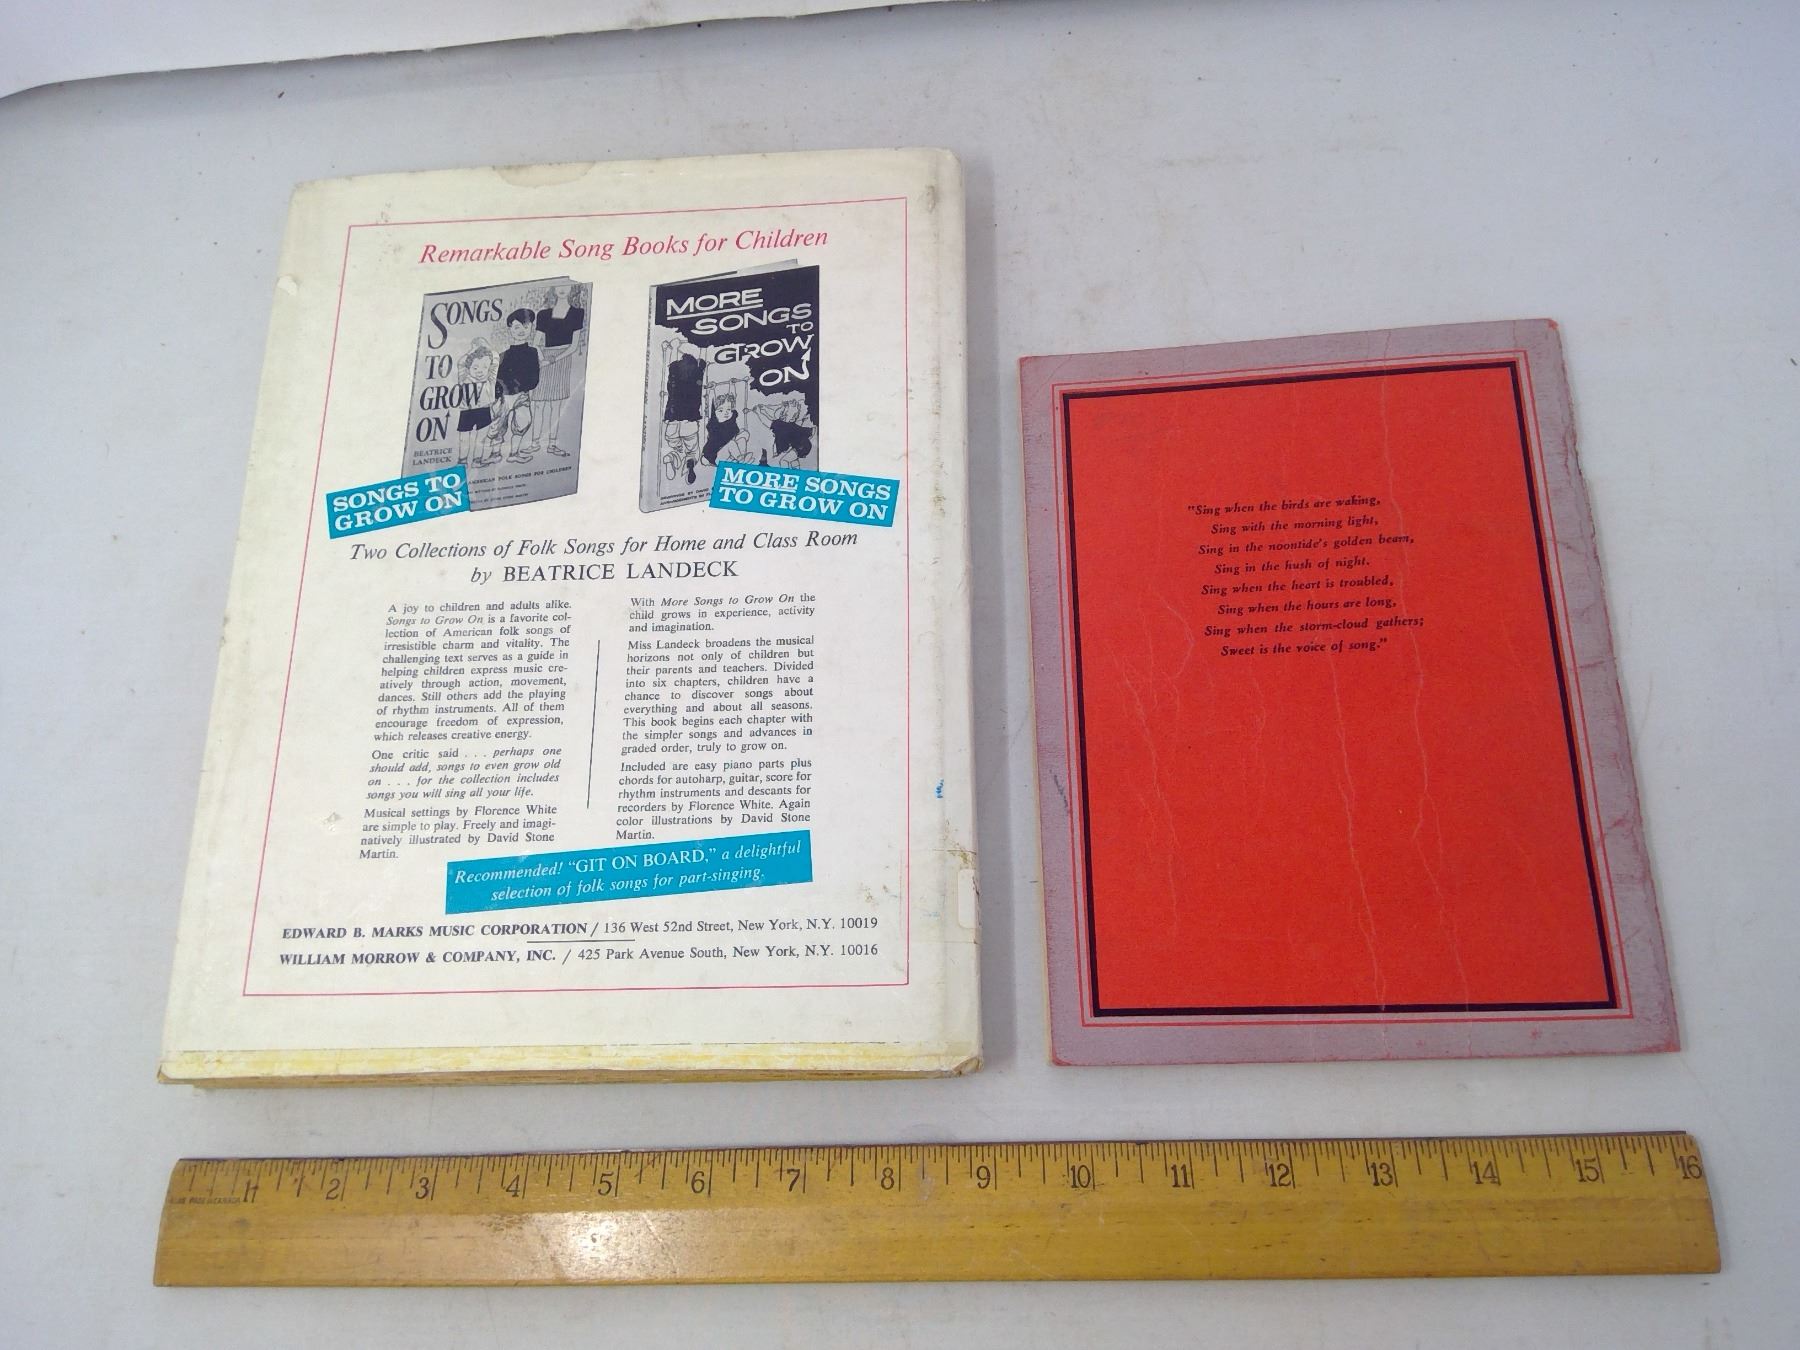 Remarkable Song Books for Children
SONGS
TO
GROW
ON
BEATRICE
LANDECK
AMERICAN FOLK SONGS FOR CHILDREN
MORE
SONGS
TO
GROW
ON
SONGS TO
GROW ON
MORE SONGS
TO GROW ON
Two Collections of Folk Songs for Home and Class Room
by BEATRICE LANDECK
A joy to children and adults alike.
Songs to Grow On is a favorite col-
lection of American folk songs of
irresistible charm and vitality. The
challenging text serves as a guide in
helping children express music cre-
atively through action, movement,
dances. Still others add the playing
of rhythm instruments. All of them
encourage freedom of expression,
which releases creative energy.
One critic said . . . perhaps one
should add, songs to even grow old
on . . . for the collection includes
songs you will sing all your life.
Musical settings by Florence White
are simple to play. Freely and imagi-
natively illustrated by David Stone
Martin.
With More Songs to Grow On the
child grows in experience, activity
and imagination.
Miss Landeck broadens the musical
horizons not only of children but
their parents and teachers. Divided
into six chapters, children have a
chance to discover songs about
everything and about all seasons.
This book begins each chapter with
the simpler songs and advances in
graded order, truly to grow on.
Included are easy piano parts plus
chords for autoharp, guitar, score for
rhythm instruments and descants for
recorders by Florence White. Again
color illustrations by David Stone
Martin.
Recommended! "GIT ON BOARD," a delightful
selection of folk songs for part-singing.
EDWARD B. MARKS MUSIC CORPORATION / 136 West 52nd Street, New York, N.Y. 10019
WILLIAM MORROW & COMPANY, INC. / 425 Park Avenue South, New York, N.Y. 10016
"Sing when the birds are waking,
Sing with the morning light,
Sing in the noontide's golden beam,
Sing in the hush of night.
Sing when the heart is troubled,
Sing when the hours are long,
Sing when the storm-cloud gathers;
Sweet is the voice of song."
1 2 3 4 5 6 7 8 9 10 11 12 13 14 15 16